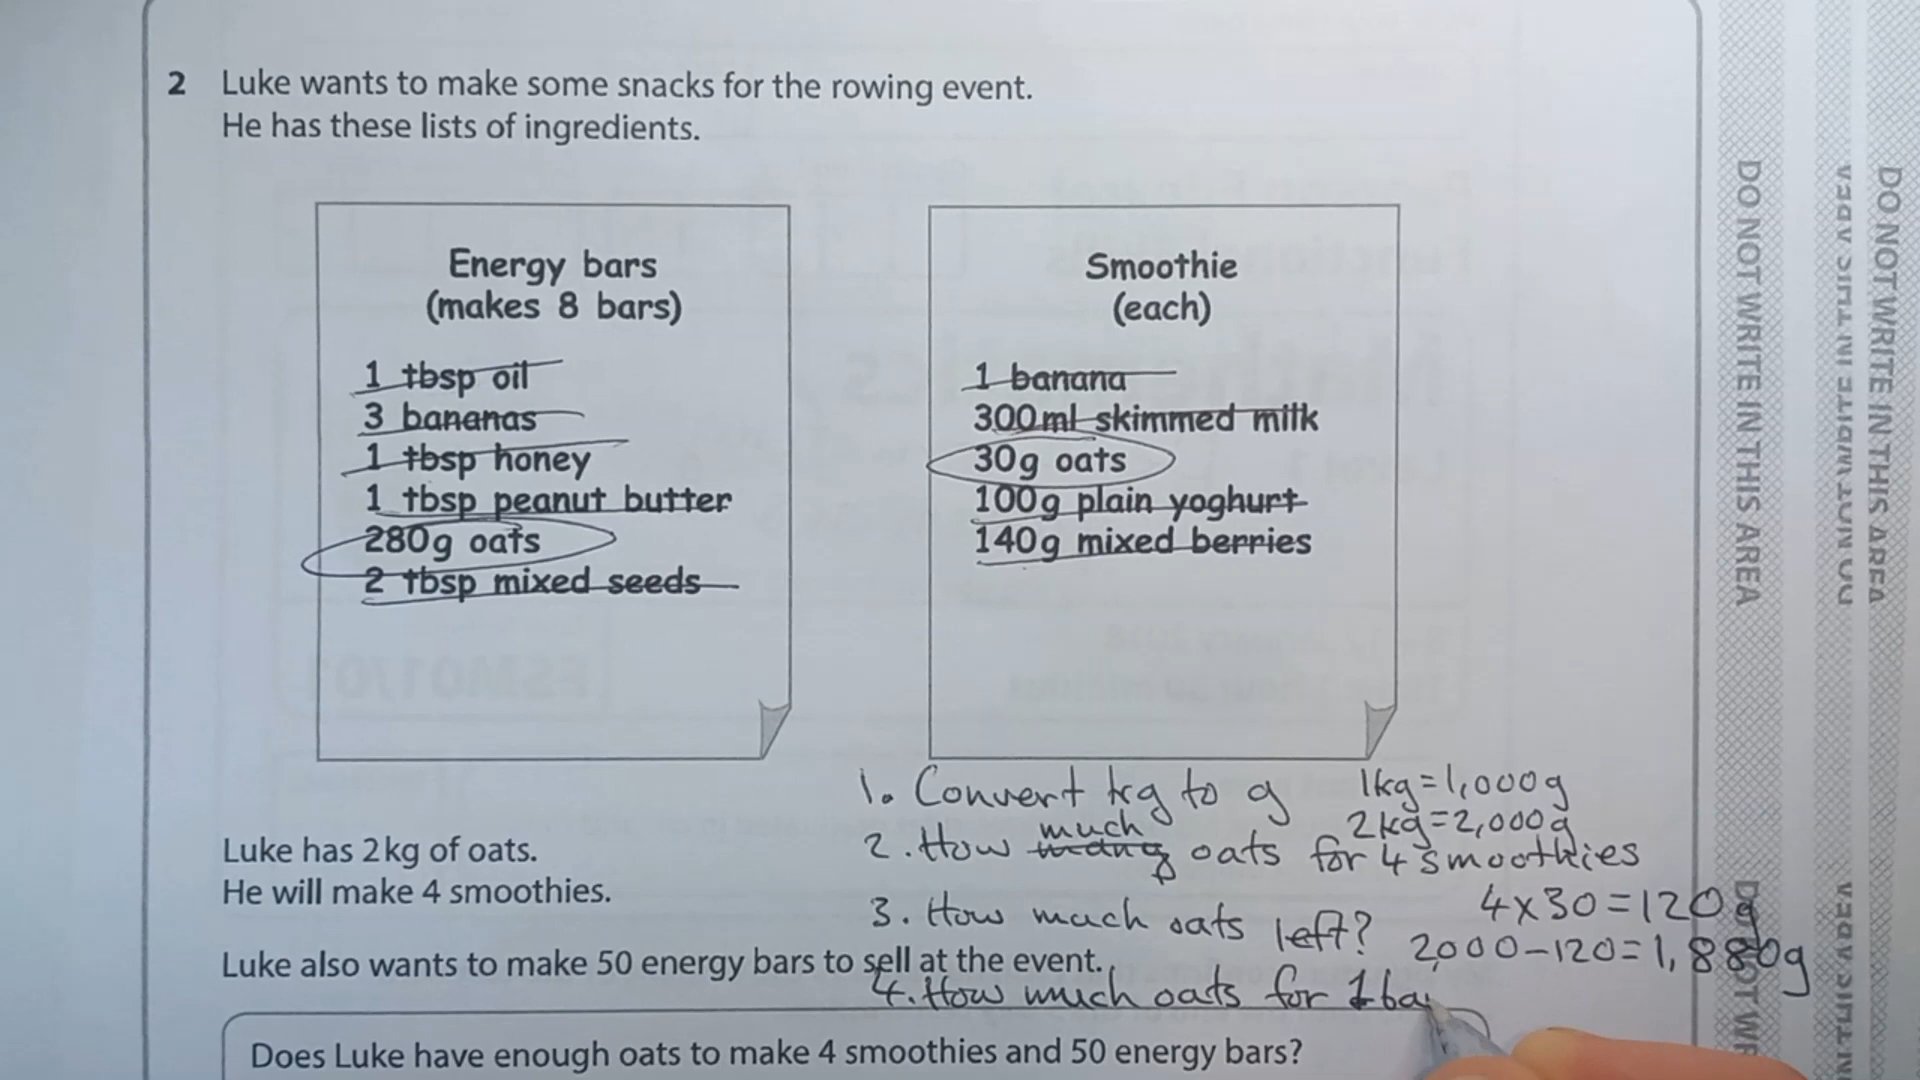 2 Luke wants to make some snacks for the rowing event.
He has these lists of ingredients.
Energy bars
(makes 8 bars)
1 tbsp oil
3 bananas
1 tbsp honey
1 tbsp peanut butter
280g oats
2 tbsp mixed seeds
Smoothie
(each)
1 banana
300ml skimmed milk
30g oats
100g plain yoghurt
140g mixed berries
1. Convert kg to g 1kg=1,000g
2kg=2,000g
Luke has 2kg of oats.
He will make 4 smoothies.
2. How many much oats for 4 smoothies
4x30=120g
3. How much oats left? 2,000-120=1,880g
Luke also wants to make 50 energy bars to sell at the event.
4. How much oats for 1 ba
Does Luke have enough oats to make 4 smoothies and 50 energy bars?
DO NOT WRITE IN THIS AREA
DO NOT WR
DO NOT WRITE IN THIS AREA